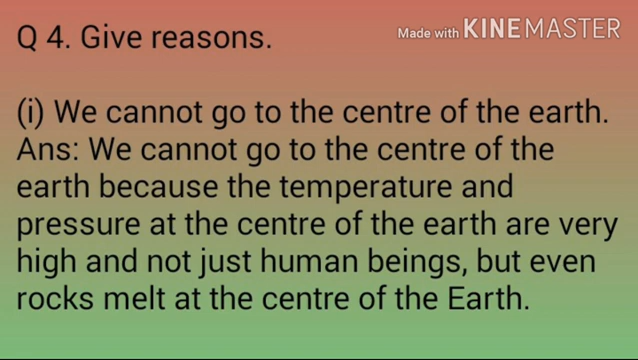 Q 4. Give reasons.
Made with KINEMASTER
(i) We cannot go to the centre of the earth.
Ans: We cannot go to the centre of the
earth because the temperature and
pressure at the centre of the earth are very
high and not just human beings, but even
rocks melt at the centre of the Earth.